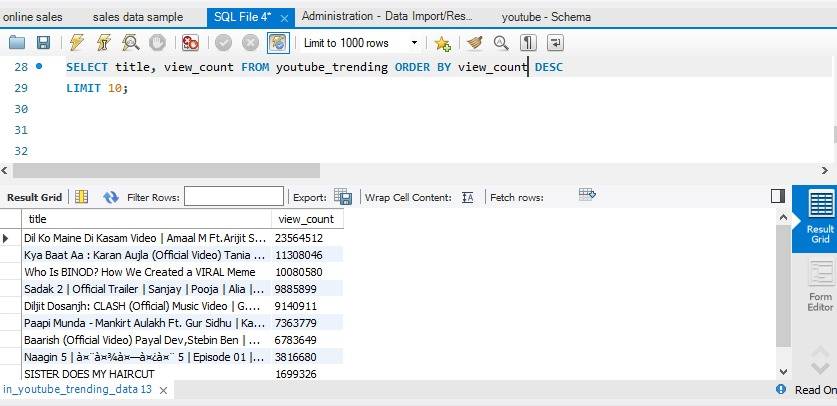 online sales sales data sample SQL File 4* × Administration - Data Import/Res... youtube - Schema
Limit to 1000 rows
28 SELECT title, view_count FROM youtube_trending ORDER BY view_count DESC
29 LIMIT 10;
30
31
32
Result Grid Filter Rows: Export: Wrap Cell Content: IA Fetch rows:
title view_count
Dil Ko Maine Di Kasam Video | Amaal M Ft.Arijit S... 23564512
Kya Baat Aa : Karan Aujla (Official Video) Tania ... 11308046
Who Is BINOD? How We Created a VIRAL Meme 10080580
Sadak 2 | Official Trailer | Sanjay | Pooja | Alia |... 9885899
Diljit Dosanjh: CLASH (Official) Music Video | G.... 9140911
Paapi Munda - Mankirt Aulakh Ft. Gur Sidhu | Ka... 7363779
Baarish (Official Video) Payal Dev,Stebin Ben | ... 6783649
Naagin 5 | à¤¨à¤¾à¤—à¤¿à¤¨ 5 | Episode 01 |... 3816680
SISTER DOES MY HAIRCUT 1699326
Result
Grid
Form
Editor
in_youtube_trending_data 13 ×
Read On